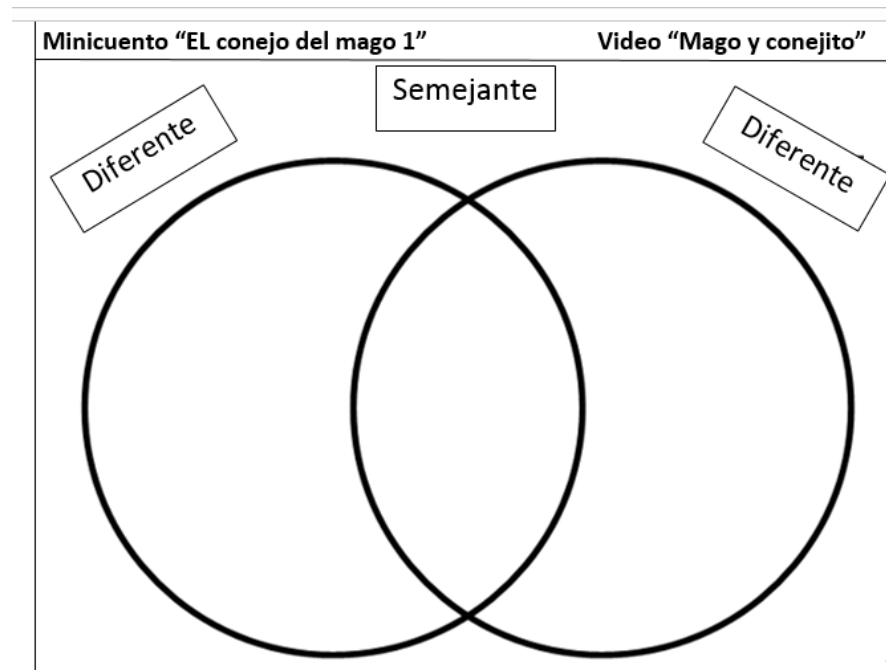 Minicuento “EL conejo del mago 1” Video “Mago y conejito”
Semejante
Diferente
Diferente